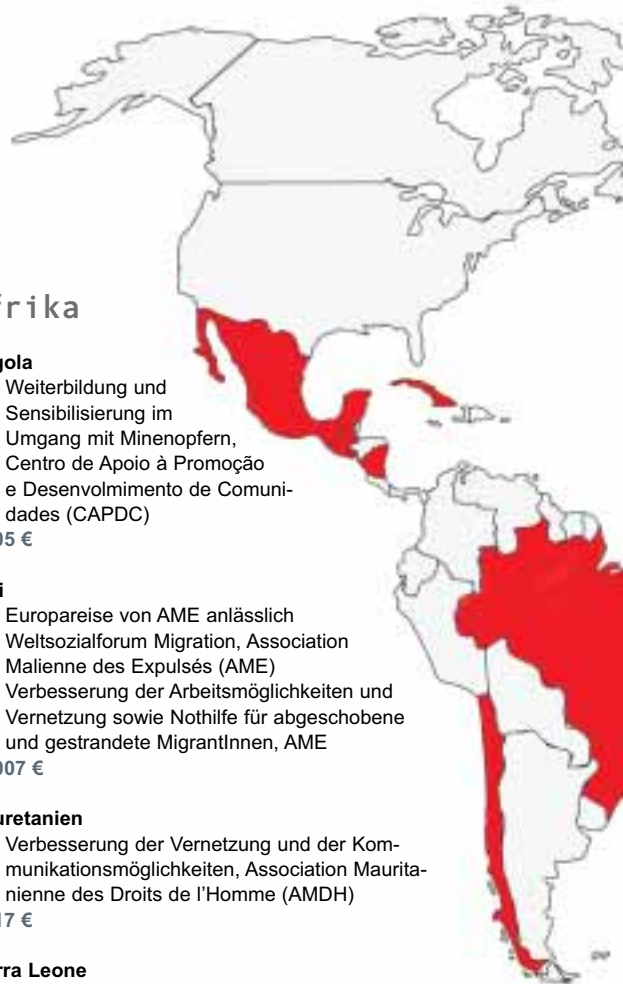 frika
gola
Weiterbildung und
Sensibilisierung im
Umgang mit Minenopfern,
Centro de Apoio à Promoção
e Desenvolmimento de Comuni-
dades (CAPDC)
05 €
i
Europareise von AME anlässlich
Weltsozialforum Migration, Association
Malienne des Expulsés (AME)
Verbesserung der Arbeitsmöglichkeiten und
Vernetzung sowie Nothilfe für abgeschobene
und gestrandete MigrantInnen, AME
007 €
uretanien
Verbesserung der Vernetzung und der Kom-
munikationsmöglichkeiten, Association Maurita-
nienne des Droits de l'Homme (AMDH)
17 €
rra Leone